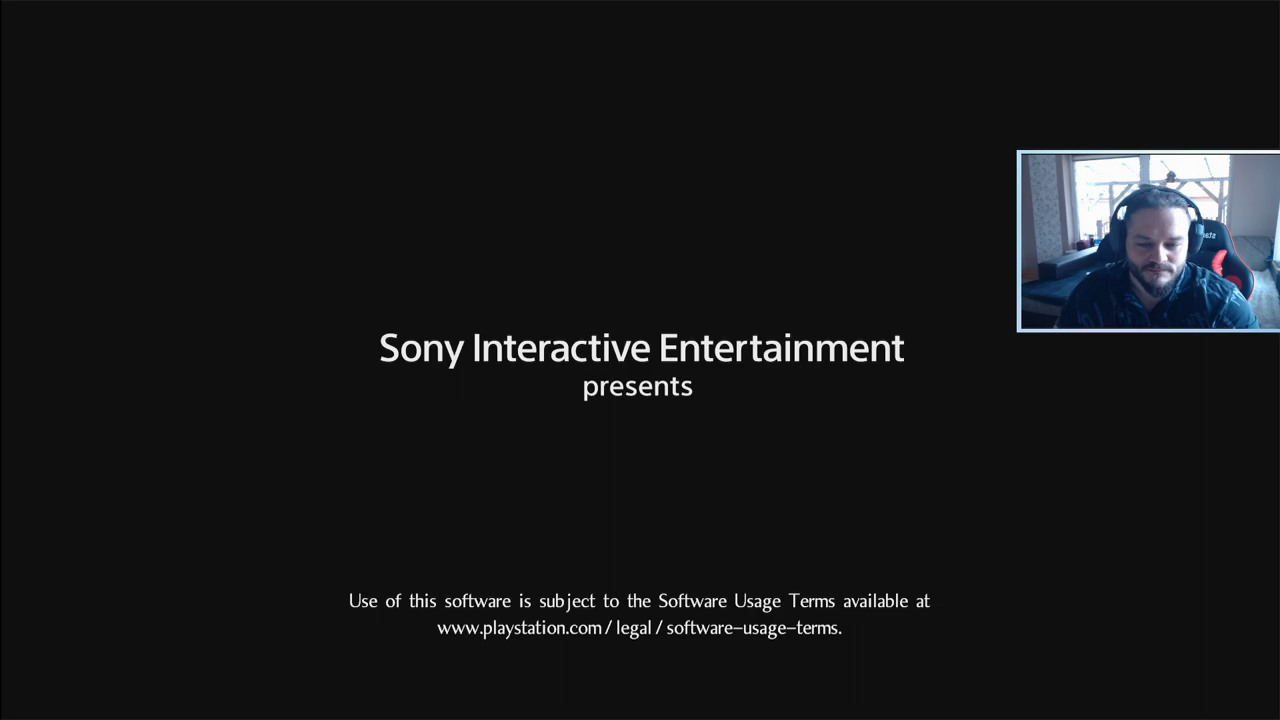 Sony Interactive Entertainment
presents
Use of this software is subject to the Software Usage Terms available at
www.playstation.com/legal/software-usage-terms.